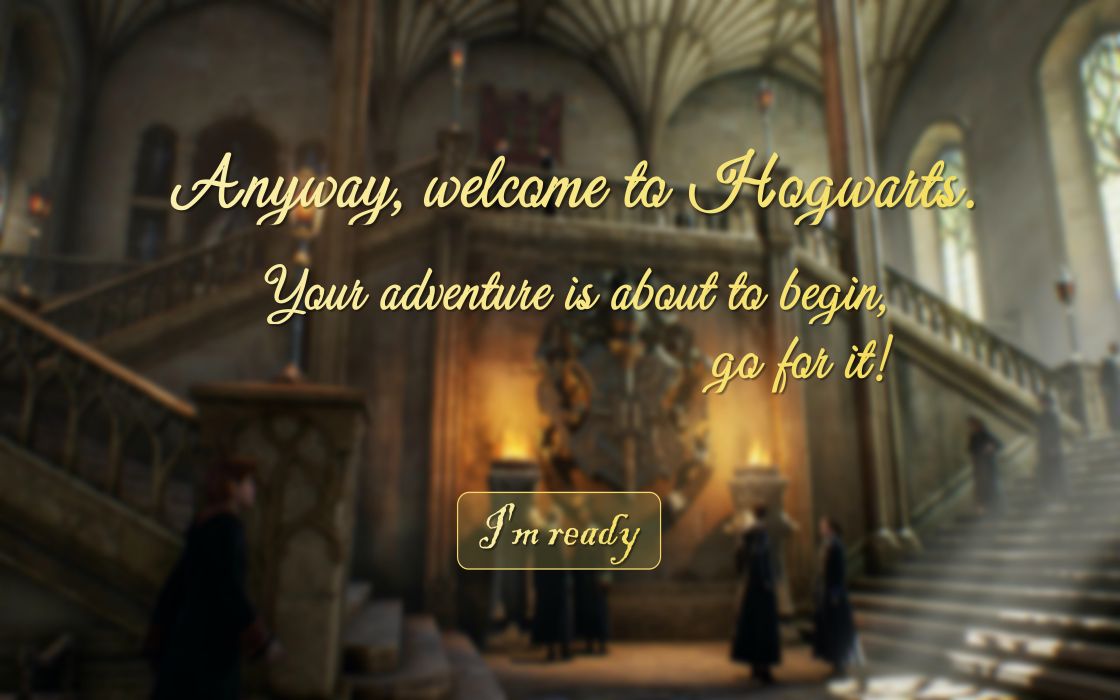 Anyway, welcome to Hogwarts.
Your adventure is about to begin,
go for it!
I'm ready